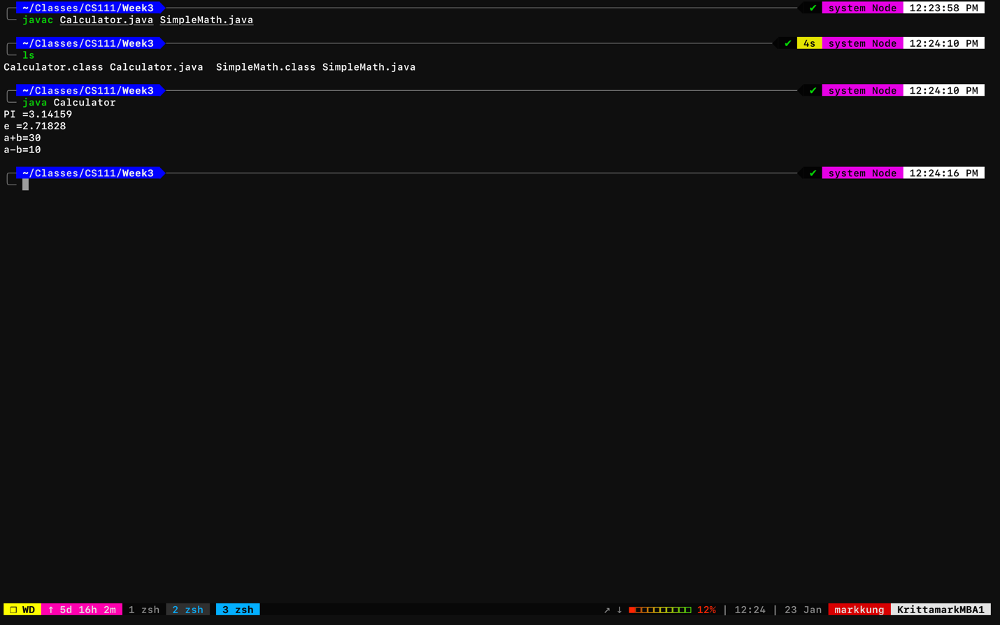 ~/Classes/CS111/Week3 ✔ system Node 12:23:58 PM
javac Calculator.java SimpleMath.java
~/Classes/CS111/Week3 ✔ 4s system Node 12:24:10 PM
ls
Calculator.class Calculator.java  SimpleMath.class SimpleMath.java
~/Classes/CS111/Week3 ✔ system Node 12:24:10 PM
java Calculator
PI =3.14159
e =2.71828
a+b=30
a-b=10
~/Classes/CS111/Week3 ✔ system Node 12:24:16 PM
❐ WD ↑ 5d 16h 2m 1 zsh 2 zsh 3 zsh ↗ ↓ 12% | 12:24 | 23 Jan markkung KrittamarkMBA1